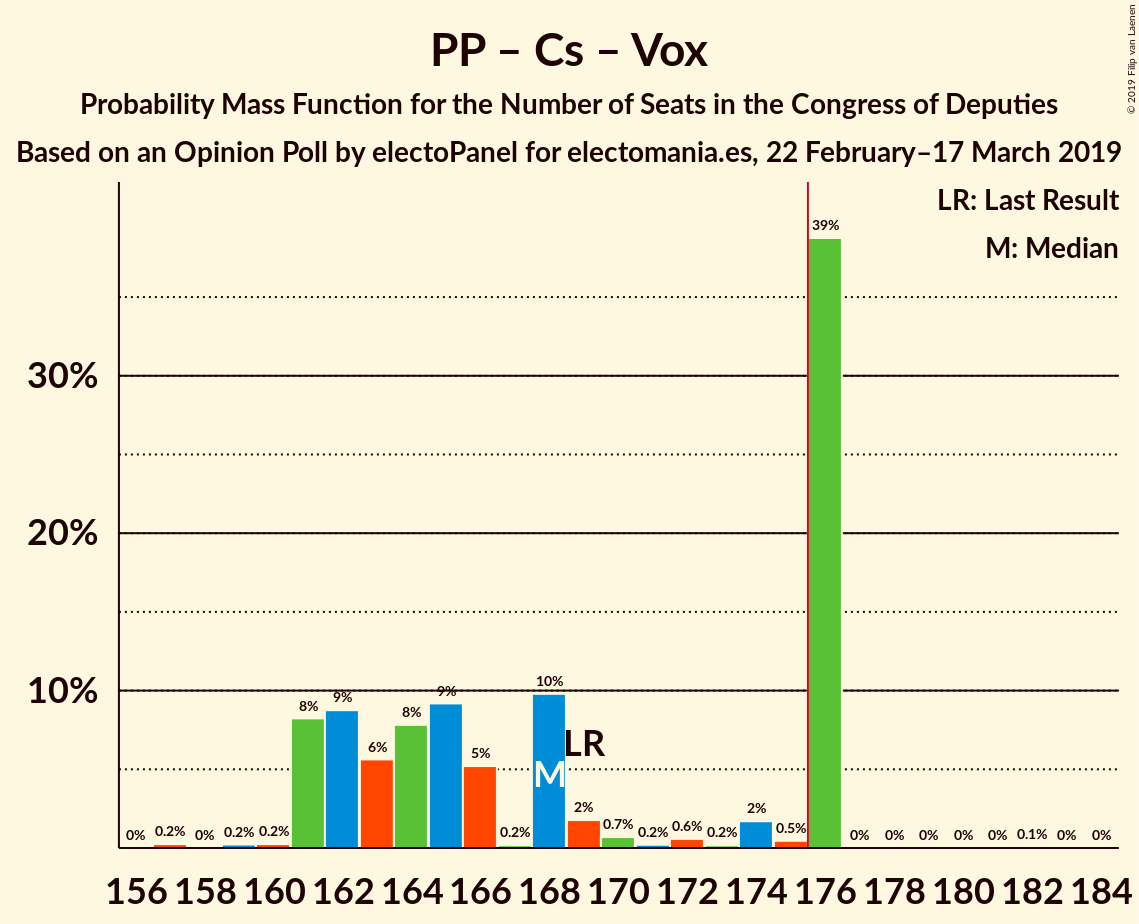 PP – Cs – Vox
Probability Mass Function for the Number of Seats in the Congress of Deputies
Based on an Opinion Poll by electoPanel for electomania.es, 22 February–17 March 2019
© 2019 Filip van Laenen
LR: Last Result
M: Median
39%
30%
20%
10%
0% 0.2% 0% 0.2% 0.2% 8% 9% 6% 8% 9% 5% 0.2% 10% 2% 0.7% 0.2% 0.6% 0.2% 2% 0.5% 0% 0% 0% 0% 0% 0.1% 0% 0%
LR
M
156 158 160 162 164 166 168 170 172 174 176 178 180 182 184